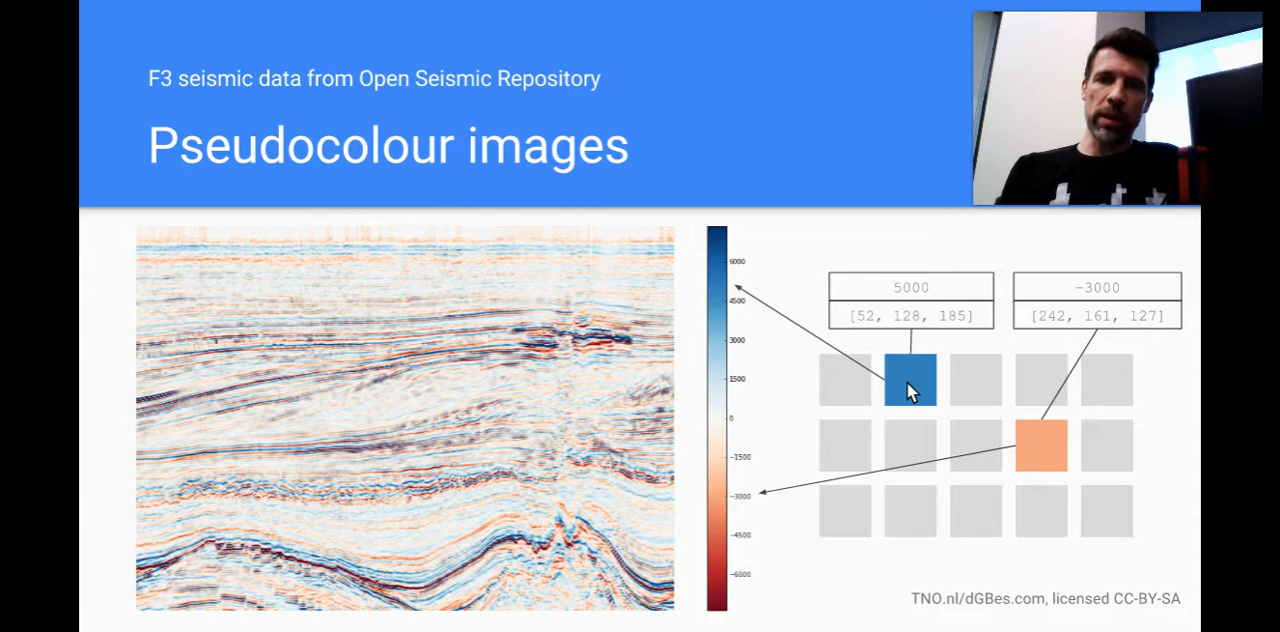 F3 seismic data from Open Seismic Repository
Pseudocolour images
6000
4500
3000
1500
0
−1500
−3000
−4500
−6000
5000
[52, 128, 185]
−3000
[242, 161, 127]
TNO.nl/dGBes.com, licensed CC-BY-SA